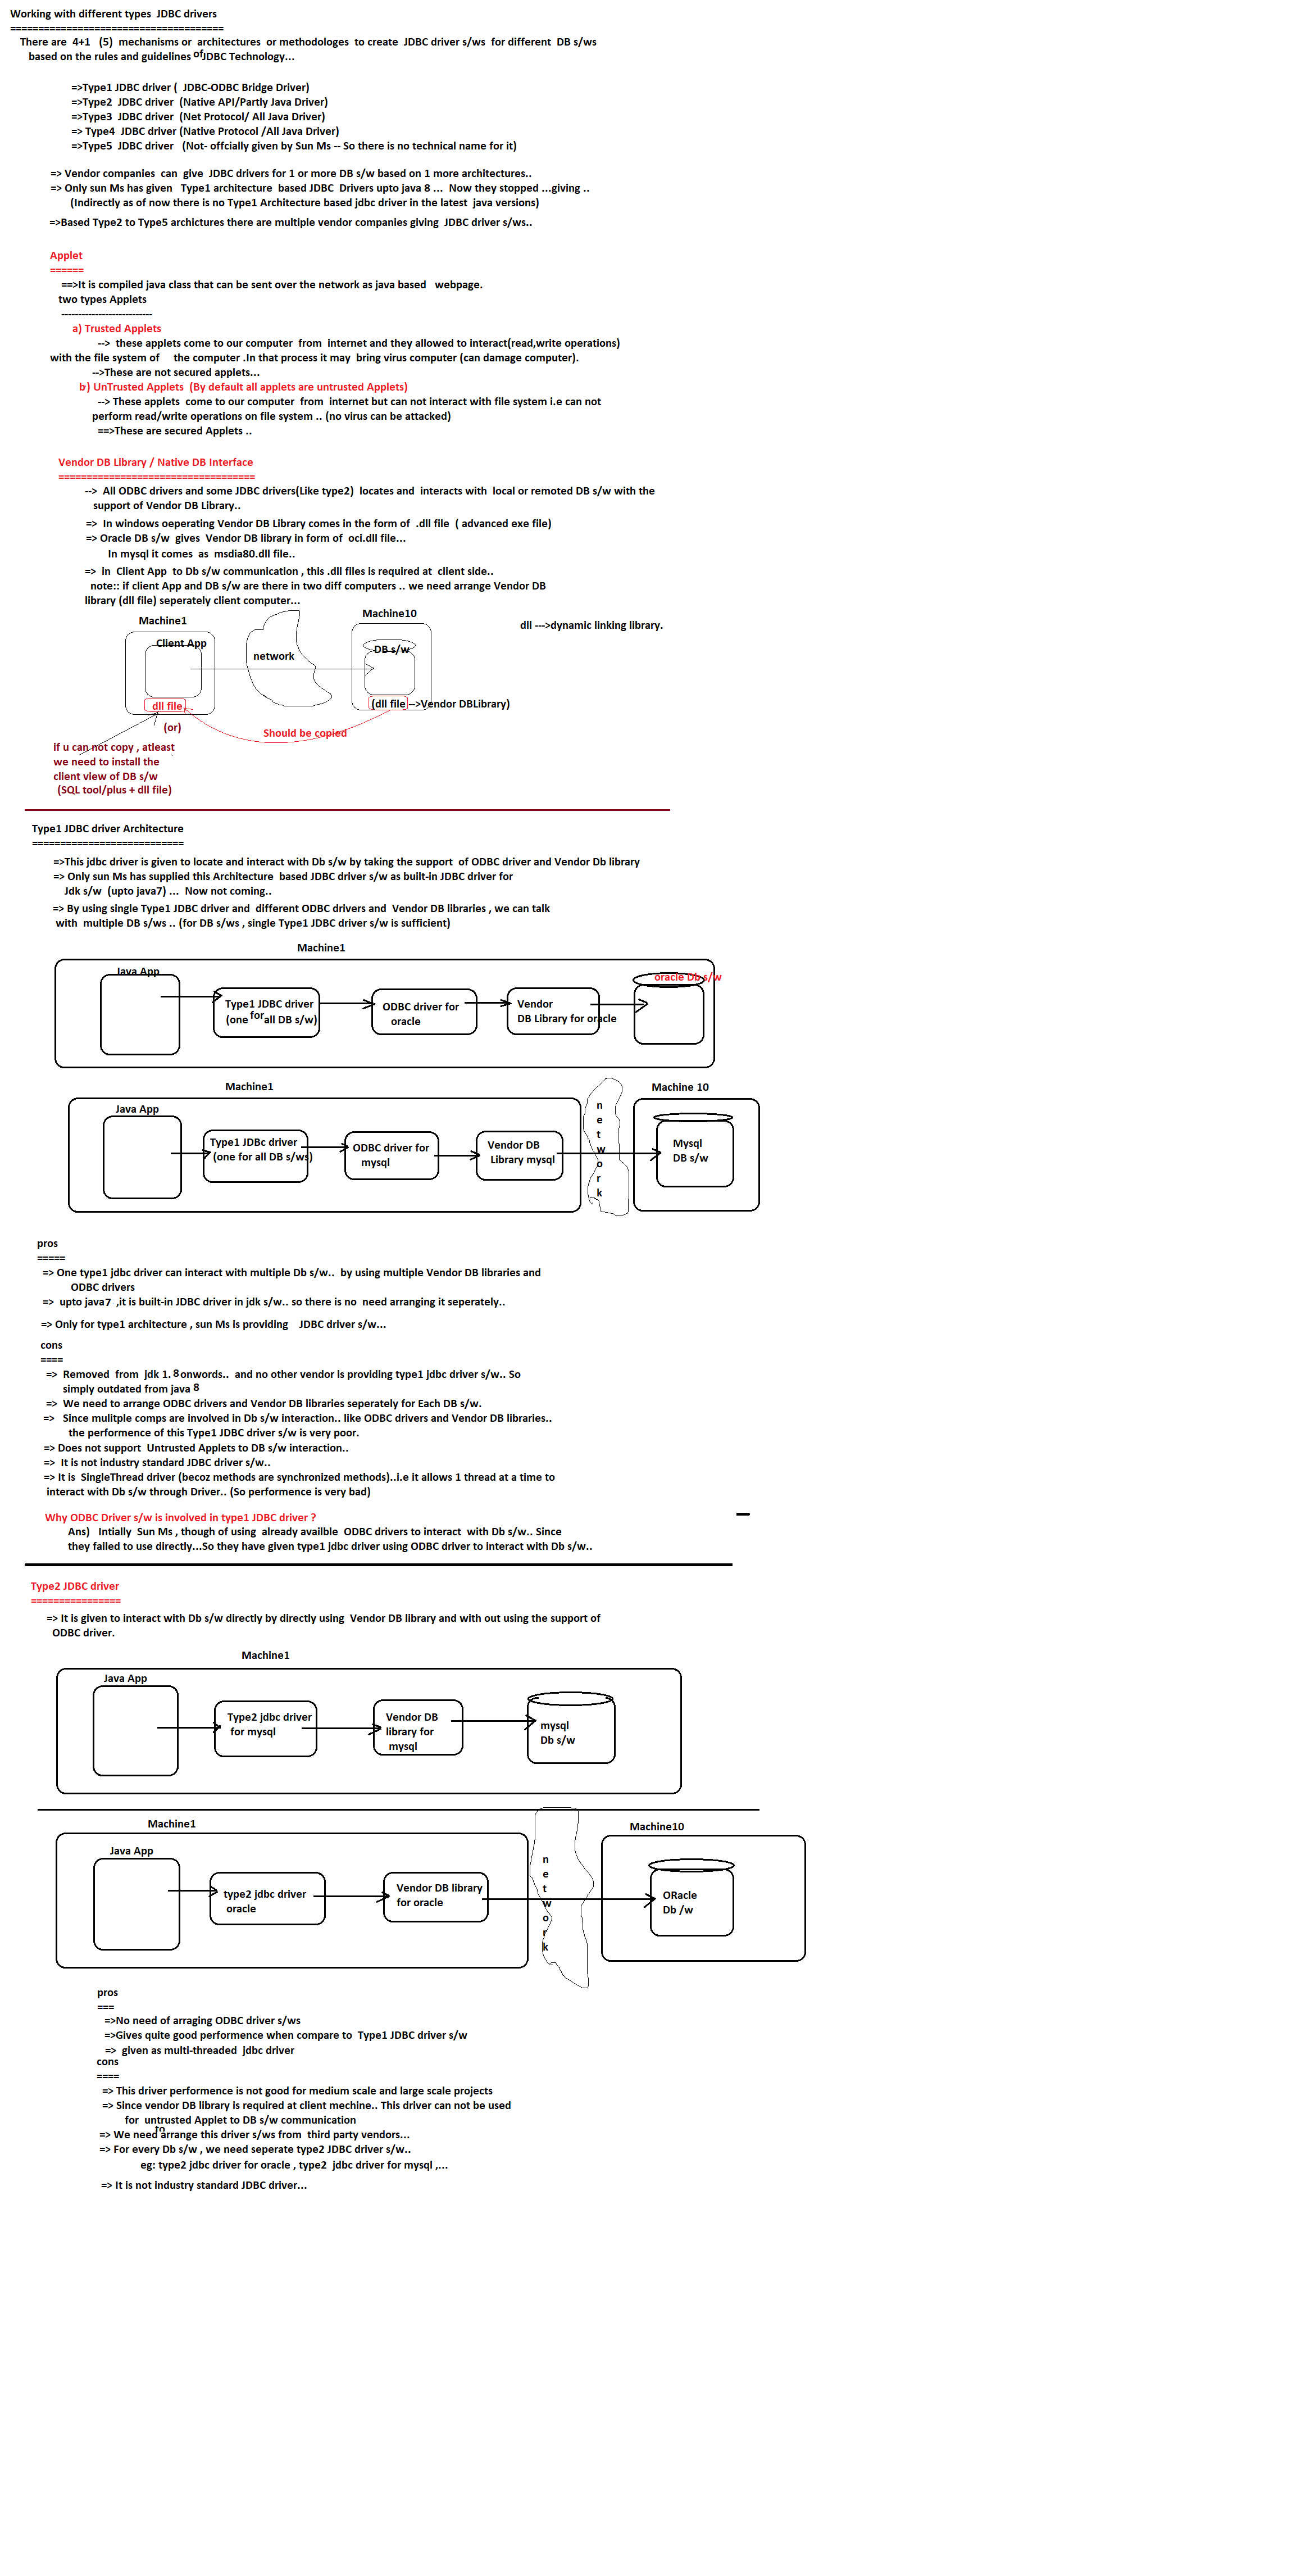 Working with different types  JDBC drivers
======================================
There are  4+1   (5)  mechanisms or  architectures  or methodologes  to create  JDBC driver s/ws  for different  DB s/ws
based on the rules and guidelines of JDBC Technology...
=>Type1 JDBC driver (  JDBC-ODBC Bridge Driver)
=>Type2  JDBC driver  (Native API/Partly Java Driver)
=>Type3  JDBC driver  (Net Protocol/ All Java Driver)
=> Type4  JDBC driver (Native Protocol /All Java Driver)
=>Type5  JDBC driver   (Not- offcially given by Sun Ms -- So there is no technical name for it)
=> Vendor companies  can  give  JDBC drivers for 1 or more DB s/w based on 1 more architectures..
=> Only sun Ms has given   Type1 architecture  based JDBC  Drivers upto java 8 ...  Now they stopped ...giving ..
(Indirectly as of now there is no Type1 Architecture based jdbc driver in the latest  java versions)
=>Based Type2 to Type5 archictures there are multiple vendor companies giving  JDBC driver s/ws..
Applet
======
==>It is compiled java class that can be sent over the network as java based   webpage.
two types Applets
---------------------------
a) Trusted Applets
-->  these applets come to our computer  from  internet and they allowed to interact(read,write operations)
with the file system of     the computer .In that process it may  bring virus computer (can damage computer).
-->These are not secured applets...
b) UnTrusted Applets  (By default all applets are untrusted Applets)
--> These applets  come to our computer  from  internet but can not interact with file system i.e can not
perform read/write operations on file system .. (no virus can be attacked)
==>These are secured Applets ..
Vendor DB Library / Native DB Interface
===================================
-->  All ODBC drivers and some JDBC drivers(Like type2)  locates and  interacts with  local or remoted DB s/w with the
support of Vendor DB Library..
=>  In windows oeperating Vendor DB Library comes in the form of  .dll file  ( advanced exe file)
=> Oracle DB s/w  gives  Vendor DB library in form of  oci.dll file...
In mysql it comes  as  msdia80.dll file..
=>  in  Client App  to Db s/w communication , this .dll files is required at  client side..
note:: if client App and DB s/w are there in two diff computers .. we need arrange Vendor DB
library (dll file) seperately client computer...
Machine1
Machine10
dll --->dynamic linking library.
Client App
network
DB s/w
dll file
(dll file -->Vendor DBLibrary)
(or)
Should be copied
if u can not copy , atleast
we need to install the
client view of DB s/w
(SQL tool/plus + dll file)
Type1 JDBC driver Architecture
===========================
=>This jdbc driver is given to locate and interact with Db s/w by taking the support  of ODBC driver and Vendor Db library
=> Only sun Ms has supplied this Architecture  based JDBC driver s/w as built-in JDBC driver for
Jdk s/w  (upto java7) ...  Now not coming..
=> By using single Type1 JDBC driver and  different ODBC drivers and  Vendor DB libraries , we can talk
with  multiple DB s/ws .. (for DB s/ws , single Type1 JDBC driver s/w is sufficient)
Machine1
Java App
oracle Db s/w
Type1 JDBC driver
(one for all DB s/w)
ODBC driver for
oracle
Vendor
DB Library for oracle
Machine1
Machine 10
Java App
Type1 JDBc driver
(one for all DB s/ws)
ODBC driver for
mysql
Vendor DB
Library mysql
n
e
t
w
o
r
k
Mysql
DB s/w
pros
=====
=> One type1 jdbc driver can interact with multiple Db s/w..  by using multiple Vendor DB libraries and
ODBC drivers
=>  upto java7  ,it is built-in JDBC driver in jdk s/w.. so there is no  need arranging it seperately..
=> Only for type1 architecture , sun Ms is providing    JDBC driver s/w...
cons
====
=>  Removed  from  jdk 1. 8 onwords..  and no other vendor is providing type1 jdbc driver s/w.. So
simply outdated from java 8
=>  We need to arrange ODBC drivers and Vendor DB libraries seperately for Each DB s/w.
=>   Since mulitple comps are involved in Db s/w interaction.. like ODBC drivers and Vendor DB libraries..
the performence of this Type1 JDBC driver s/w is very poor.
=> Does not support  Untrusted Applets to DB s/w interaction..
=>  It is not industry standard JDBC driver s/w..
=> It is  SingleThread driver (becoz methods are synchronized methods)..i.e it allows 1 thread at a time to
interact with Db s/w through Driver.. (So performence is very bad)
Why ODBC Driver s/w is involved in type1 JDBC driver ?
Ans)   Intially  Sun Ms , though of using  already availble  ODBC drivers to interact  with Db s/w.. Since
they failed to use directly...So they have given type1 jdbc driver using ODBC driver to interact with Db s/w..
Type2 JDBC driver
================
=> It is given to interact with Db s/w directly by directly using  Vendor DB library and with out using the support of
ODBC driver.
Machine1
Java App
Type2 jdbc driver
for mysql
Vendor DB
library for
mysql
mysql
Db s/w
Machine1
Machine10
Java App
type2 jdbc driver
oracle
Vendor DB library
for oracle
n
e
t
w
o
r
k
ORacle
Db /w
pros
===
=>No need of arraging ODBC driver s/ws
=>Gives quite good performence when compare to  Type1 JDBC driver s/w
=>  given as multi-threaded  jdbc driver
cons
====
=> This driver performence is not good for medium scale and large scale projects
=> Since vendor DB library is required at client mechine.. This driver can not be used
for  untrusted Applet to DB s/w communication
=> We need to arrange this driver s/ws from  third party vendors...
=> For every Db s/w , we need seperate type2 JDBC driver s/w..
eg: type2 jdbc driver for oracle , type2  jdbc driver for mysql ,...
=> It is not industry standard JDBC driver...